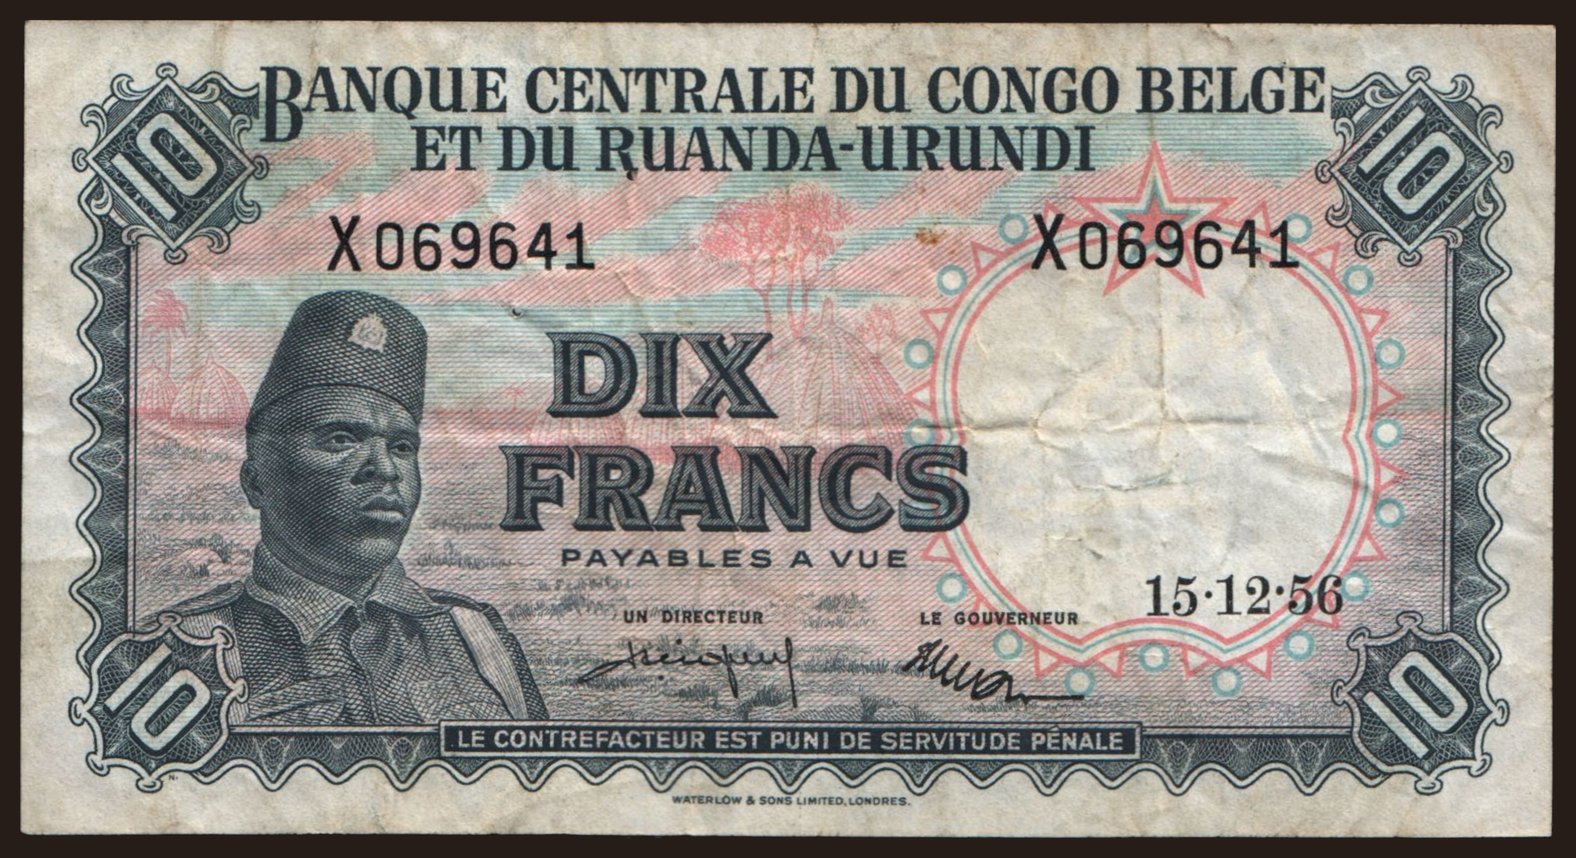 10
BANQUE CENTRALE DU CONGO BELGE
10
ET DU RUANDA-URUNDI
X069641
X069641
DIX
FRANCS
PAYABLES A VUE
15·12·56
UN DIRECTEUR
LE GOUVERNEUR
10
LE CONTREFACTEUR EST PUNI DE SERVITUDE PÉNALE
10
N.
WATERLOW & SONS LIMITED, LONDRES.